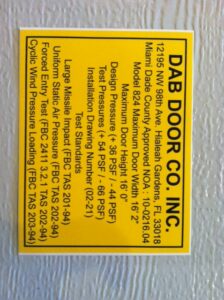 DAB DOOR CO. INC.
12195 NW 98th Ave. Hialeah Gardens, FL 33018
Miami Dade County Approved NOA : 10-0216.04
Model 824 Maximum Door Width 16' 2"
Maximum Door Height 16' 0"
Design Pressure (+ 36 PSF / - 44 PSF)
Test Pressures (+ 54 PSF / - 66 PSF)
Installation Drawing Number (02-21)
Test Standards
Large Missile Impact (FBC TAS 201-94)
Uniform Static Air Pressure (FBC TAS 202-94)
Forced Entry Test (FBC 2411 3.2.1, TAS 202-94)
Cyclic Wind Pressure Loading (FBC TAS 203-94)